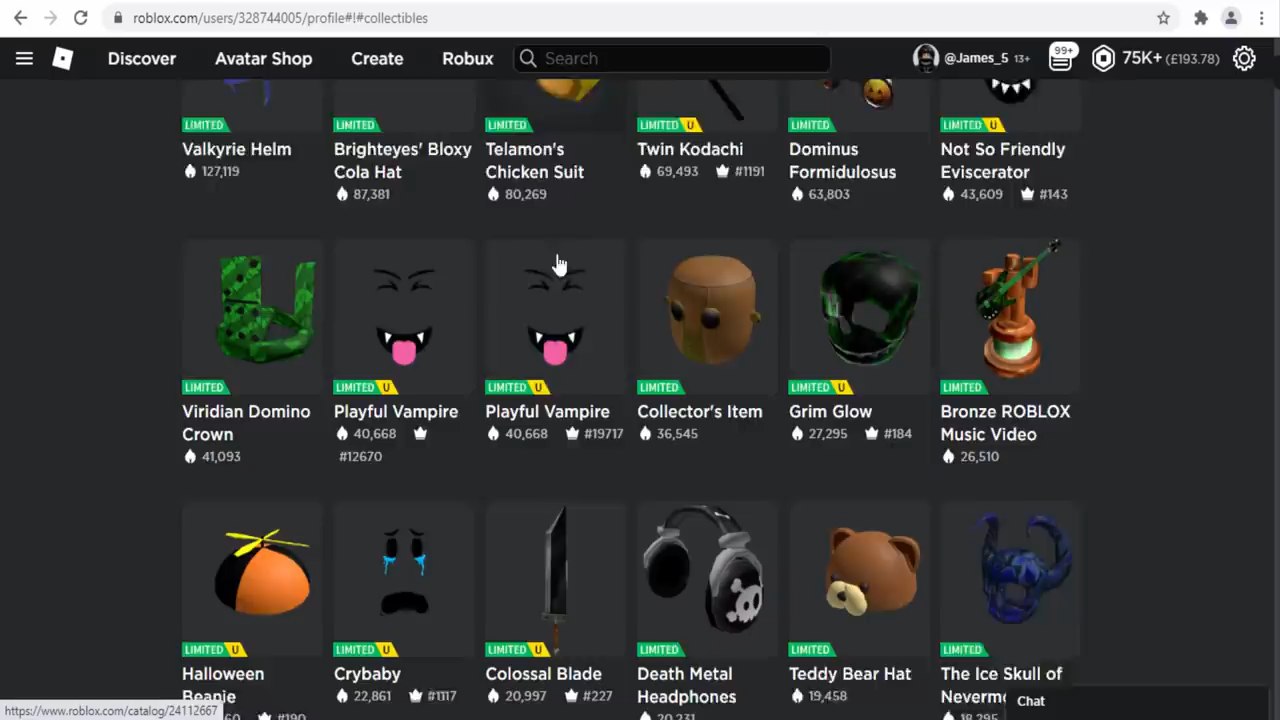 roblox.com/users/328744005/profile#!#collectibles
Discover Avatar Shop Create Robux Search @James_5 13+ 99+ 75K+ (£193.78)
LIMITED LIMITED LIMITED LIMITED U LIMITED LIMITED U
Valkyrie Helm
127,119
Brighteyes' Bloxy
Cola Hat
87,381
Telamon's
Chicken Suit
80,269
Twin Kodachi
69,493 #1191
Dominus
Formidulosus
63,803
Not So Friendly
Eviscerator
43,609 #143
LIMITED LIMITED U LIMITED U LIMITED LIMITED U LIMITED
Viridian Domino
Crown
41,093
Playful Vampire
40,668
#12670
Playful Vampire
40,668 #19717
Collector's Item
36,545
Grim Glow
27,295 #184
Bronze ROBLOX
Music Video
26,510
LIMITED U LIMITED U LIMITED U LIMITED LIMITED LIMITED
Halloween
Beanie
#190
Crybaby
22,861 #1117
Colossal Blade
20,997 #227
Death Metal
Headphones
20,231
Teddy Bear Hat
19,458
The Ice Skull of
18,295
Chat
https://www.roblox.com/catalog/24112667